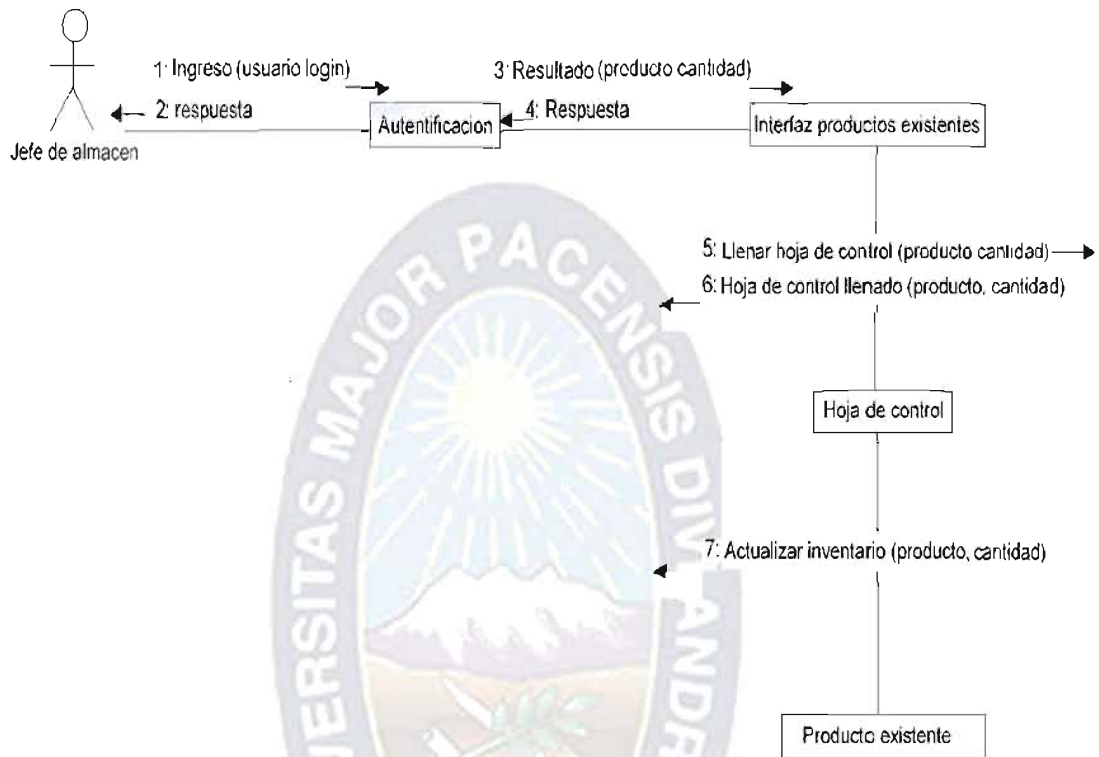 1: Ingreso (usuario login)
3: Resultado (producto cantidad)
2: respuesta
4: Respuesta
Autentificacion
Interfaz productos existentes
Jefe de almacen
5: Llenar hoja de control (producto cantidad)
6: Hoja de control llenado (producto, cantidad)
Hoja de control
7: Actualizar inventario (producto, cantidad)
Producto existente
MAJOR PACENSIS